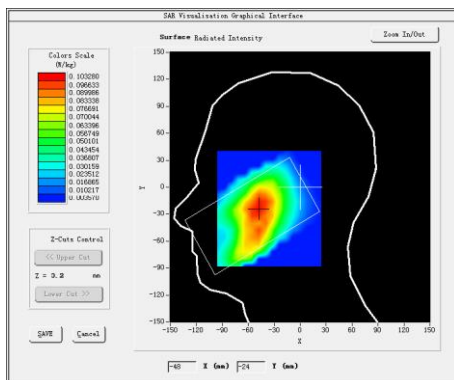 SAR Visualisation Graphical Interface
Surface Radiated Intensity
Zoom In/Out
Colors Scale
(W/kg)
0.103280
0.096633
0.089986
0.083338
0.076691
0.070044
0.063396
0.056749
0.050101
0.043454
0.036807
0.030159
0.023512
0.016865
0.010217
0.003570
Z-Cuts Control
<< Upper Cut
Z = 3.2 mm
Lower Cut >>
SAVE Cancel
150
120
90
60
30
0
-30
-60
-90
-120
-150
Y
-150 -120 -90 -60 -30 0 30 60 90 120 150
X
-48 X (mm) -24 Y (mm)